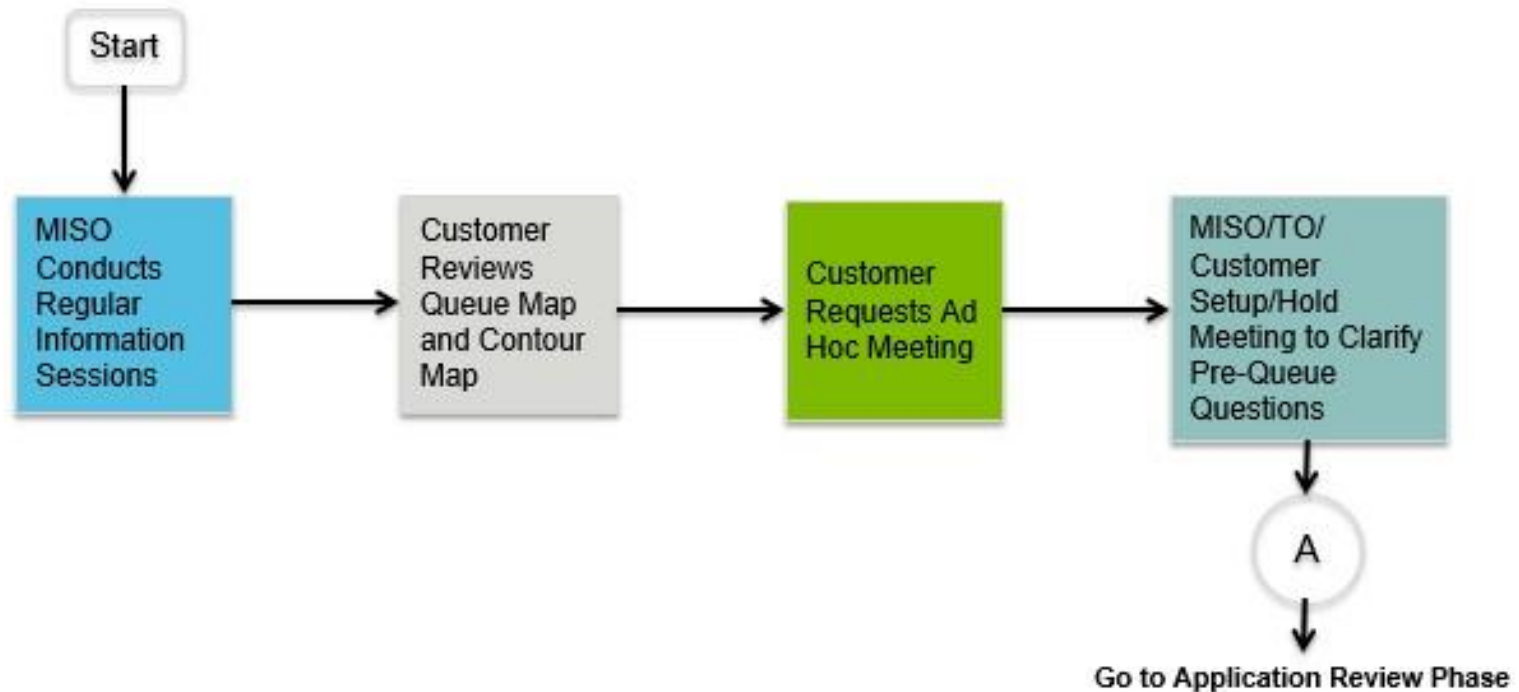 Start
MISO
Conducts
Regular
Information
Sessions
Customer
Reviews
Queue Map
and Contour
Map
Customer
Requests Ad
Hoc Meeting
MISO/TO/
Customer
Setup/Hold
Meeting to Clarify
Pre-Queue
Questions
A
Go to Application Review Phase